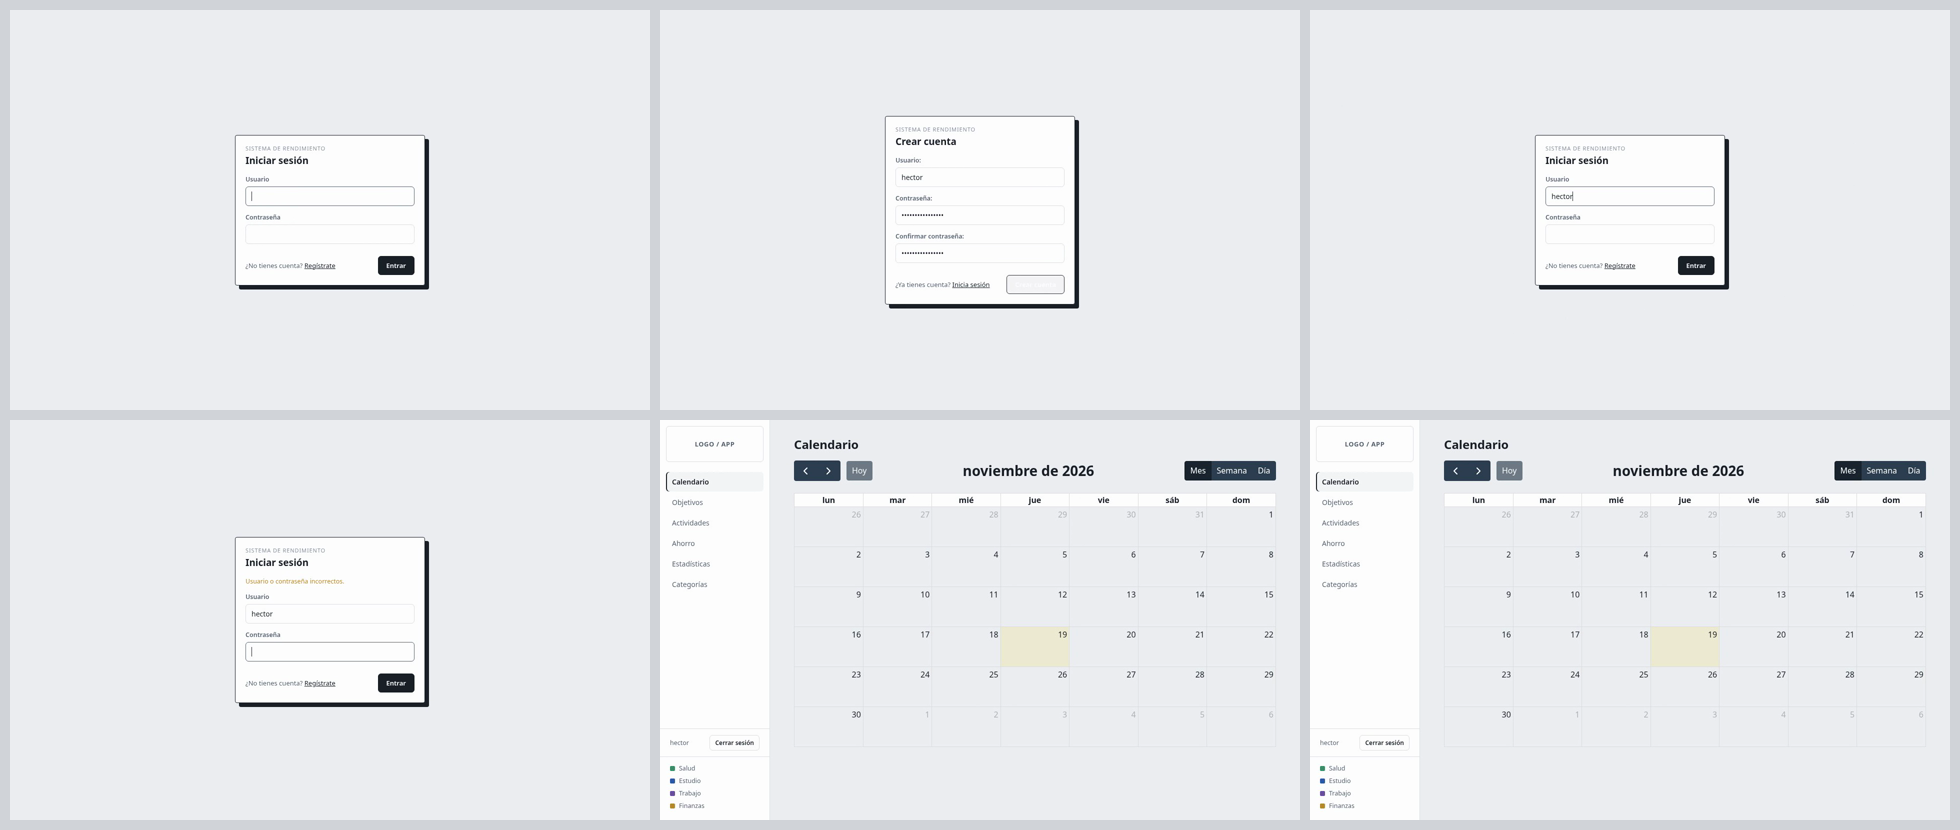 SISTEMA DE RENDIMIENTO
Iniciar sesión
Usuario
Contraseña
¿No tienes cuenta? Regístrate
Entrar
SISTEMA DE RENDIMIENTO
Crear cuenta
Usuario:
hector
Contraseña:
••••••••••••••••
Confirmar contraseña:
••••••••••••••••
¿Ya tienes cuenta? Inicia sesión
SISTEMA DE RENDIMIENTO
Iniciar sesión
Usuario
hector
Contraseña
¿No tienes cuenta? Regístrate
Entrar
SISTEMA DE RENDIMIENTO
Iniciar sesión
Usuario o contraseña incorrectos.
Usuario
hector
Contraseña
¿No tienes cuenta? Regístrate
Entrar
LOGO / APP
Calendario
Objetivos
Actividades
Ahorro
Estadísticas
Categorías
hector
Cerrar sesión
Salud
Estudio
Trabajo
Finanzas
Calendario
Hoy
noviembre de 2026
Mes Semana Día
lun mar mié jue vie sáb dom
26 27 28 29 30 31 1
2 3 4 5 6 7 8
9 10 11 12 13 14 15
16 17 18 19 20 21 22
23 24 25 26 27 28 29
30 1 2 3 4 5 6
LOGO / APP
Calendario
Objetivos
Actividades
Ahorro
Estadísticas
Categorías
hector
Cerrar sesión
Salud
Estudio
Trabajo
Finanzas
Calendario
Hoy
noviembre de 2026
Mes Semana Día
lun mar mié jue vie sáb dom
26 27 28 29 30 31 1
2 3 4 5 6 7 8
9 10 11 12 13 14 15
16 17 18 19 20 21 22
23 24 25 26 27 28 29
30 1 2 3 4 5 6